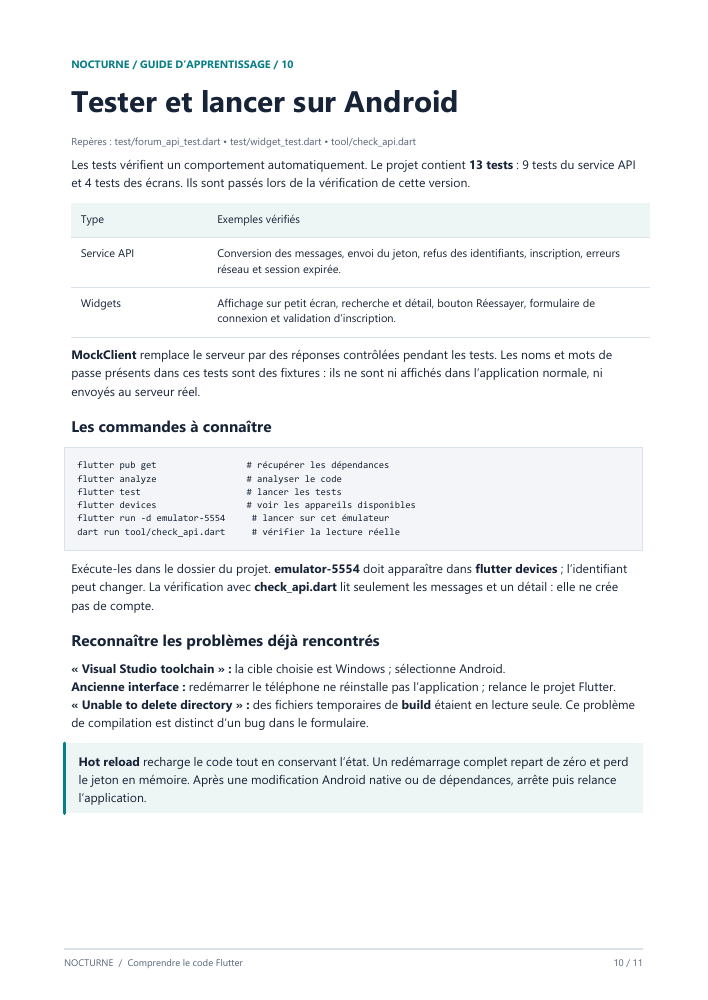 NOCTURNE / GUIDE D’APPRENTISSAGE / 10
Tester et lancer sur Android
Repères : test/forum_api_test.dart • test/widget_test.dart • tool/check_api.dart
Les tests vérifient un comportement automatiquement. Le projet contient 13 tests : 9 tests du service API
et 4 tests des écrans. Ils sont passés lors de la vérification de cette version.
Type Exemples vérifiés
Service API Conversion des messages, envoi du jeton, refus des identifiants, inscription, erreurs
réseau et session expirée.
Widgets Affichage sur petit écran, recherche et détail, bouton Réessayer, formulaire de
connexion et validation d’inscription.
MockClient remplace le serveur par des réponses contrôlées pendant les tests. Les noms et mots de
passe présents dans ces tests sont des fixtures : ils ne sont ni affichés dans l’application normale, ni
envoyés au serveur réel.
Les commandes à connaître
flutter pub get # récupérer les dépendances
flutter analyze # analyser le code
flutter test # lancer les tests
flutter devices # voir les appareils disponibles
flutter run -d emulator-5554 # lancer sur cet émulateur
dart run tool/check_api.dart # vérifier la lecture réelle
Exécute-les dans le dossier du projet. emulator-5554 doit apparaître dans flutter devices ; l’identifiant
peut changer. La vérification avec check_api.dart lit seulement les messages et un détail : elle ne crée
pas de compte.
Reconnaître les problèmes déjà rencontrés
« Visual Studio toolchain » : la cible choisie est Windows ; sélectionne Android.
Ancienne interface : redémarrer le téléphone ne réinstalle pas l’application ; relance le projet Flutter.
« Unable to delete directory » : des fichiers temporaires de build étaient en lecture seule. Ce problème
de compilation est distinct d’un bug dans le formulaire.
Hot reload recharge le code tout en conservant l’état. Un redémarrage complet repart de zéro et perd
le jeton en mémoire. Après une modification Android native ou de dépendances, arrête puis relance
l’application.
NOCTURNE / Comprendre le code Flutter 10 / 11